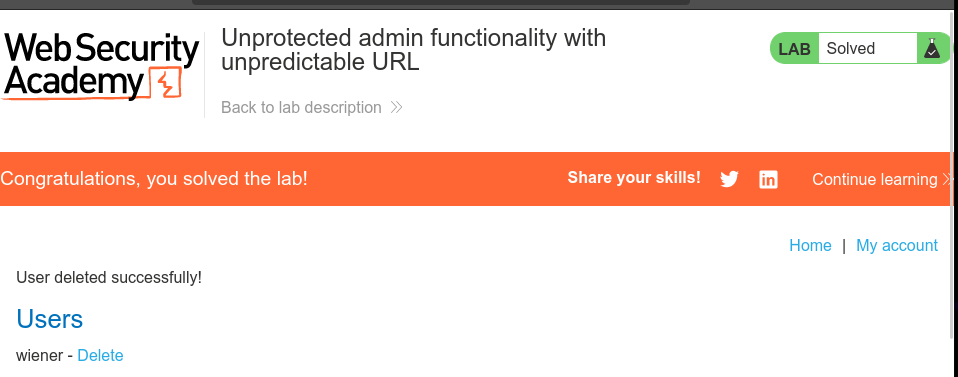 Web Security
Academy
Unprotected admin functionality with
unpredictable URL
Back to lab description
LAB Solved
Congratulations, you solved the lab!
Share your skills!
Continue learning
Home | My account
User deleted successfully!
Users
wiener - Delete